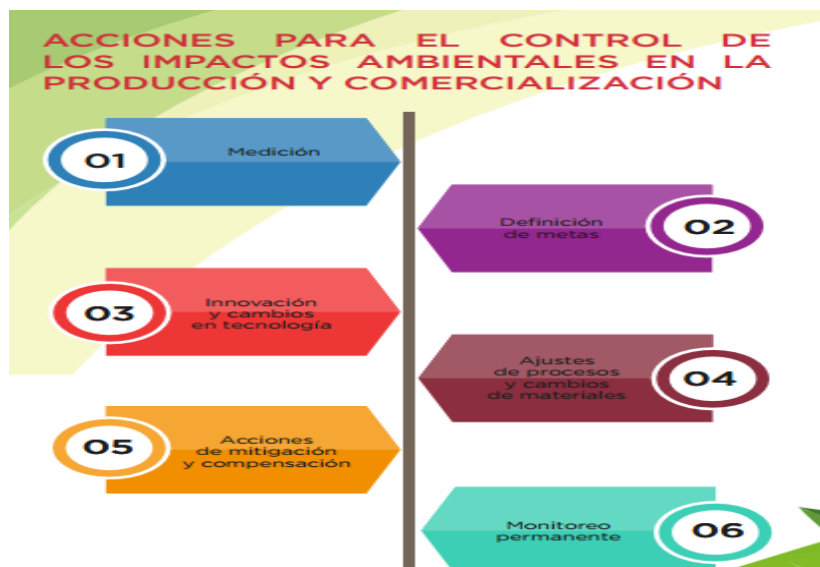 ACCIONES PARA EL CONTROL DE
LOS IMPACTOS AMBIENTALES EN LA
PRODUCCIÓN Y COMERCIALIZACIÓN
01
Medición
Definición
de metas
02
03
Innovación
y cambios
en tecnología
Ajustes
de procesos
y cambios
de materiales
04
05
Acciones
de mitigación
y compensación
Monitoreo
permanente
06